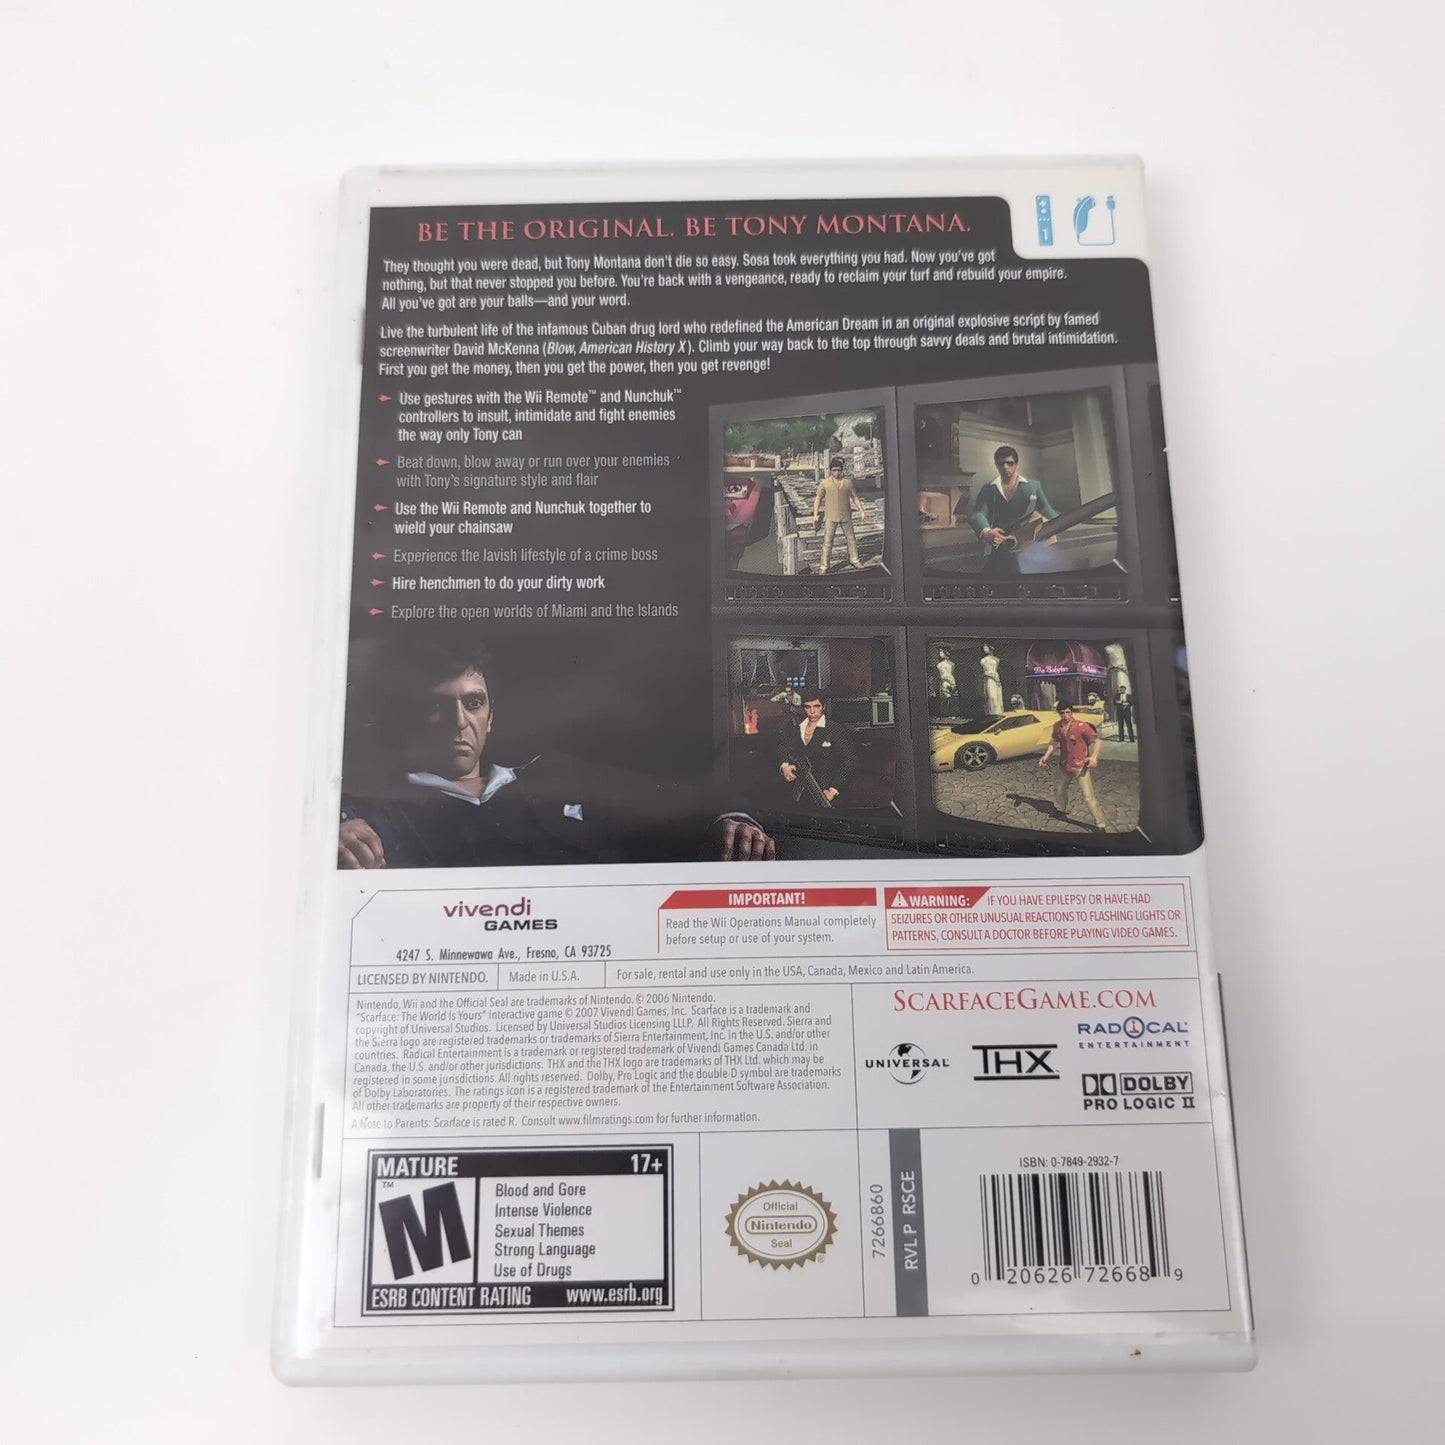 BE THE ORIGINAL. BE TONY MONTANA.
They thought you were dead, but Tony Montana don't die so easy. Sosa took everything you had. Now you've got
nothing, but that never stopped you before. You're back with a vengeance, ready to reclaim your turf and rebuild your empire.
All you've got are your balls—and your word.
Live the turbulent life of the infamous Cuban drug lord who redefined the American Dream in an original explosive script by famed
screenwriter David McKenna (Blow, American History X). Climb your way back to the top through savvy deals and brutal intimidation.
First you get the money, then you get the power, then you get revenge!
Use gestures with the Wii Remote™ and Nunchuk™
controllers to insult, intimidate and fight enemies
the way only Tony can
Beat down, blow away or run over your enemies
with Tony's signature style and flair
Use the Wii Remote and Nunchuk together to
wield your chainsaw
Experience the lavish lifestyle of a crime boss
Hire henchmen to do your dirty work
Explore the open worlds of Miami and the Islands
1
The Babylon
vivendi
GAMES
4247 S. Minnewawa Ave., Fresno, CA 93725
IMPORTANT!
Read the Wii Operations Manual completely
before setup or use of your system.
WARNING: IF YOU HAVE EPILEPSY OR HAVE HAD
SEIZURES OR OTHER UNUSUAL REACTIONS TO FLASHING LIGHTS OR
PATTERNS, CONSULT A DOCTOR BEFORE PLAYING VIDEO GAMES.
LICENSED BY NINTENDO. Made in U.S.A. For sale, rental and use only in the USA, Canada, Mexico and Latin America.
Nintendo, Wii and the Official Seal are trademarks of Nintendo. © 2006 Nintendo.
"Scarface: The World Is Yours" interactive game © 2007 Vivendi Games, Inc. Scarface is a trademark and
copyright of Universal Studios. Licensed by Universal Studios Licensing LLLP. All Rights Reserved. Sierra and
the Sierra logo are registered trademarks or trademarks of Sierra Entertainment, Inc. in the U.S. and/or other
countries. Radical Entertainment is a trademark or registered trademark of Vivendi Games Canada Ltd. in
Canada, the U.S. and/or other jurisdictions. THX and the THX logo are trademarks of THX Ltd. which may be
registered in some jurisdictions. All rights reserved. Dolby, Pro Logic and the double-D symbol are trademarks
of Dolby Laboratories. The ratings icon is a registered trademark of the Entertainment Software Association.
All other trademarks are property of their respective owners.
A Note to Parents: Scarface is rated R. Consult www.filmratings.com for further information.
SCARFACEGAME.COM
UNIVERSAL
THX
RADICAL
ENTERTAINMENT
DOLBY
PRO LOGIC II
MATURE 17+
M™
Blood and Gore
Intense Violence
Sexual Themes
Strong Language
Use of Drugs
ESRB CONTENT RATING www.esrb.org
Official
Nintendo
Seal
®
7266860
RVL P RSCE
ISBN: 0-7849-2932-7
0 20626 72668 9